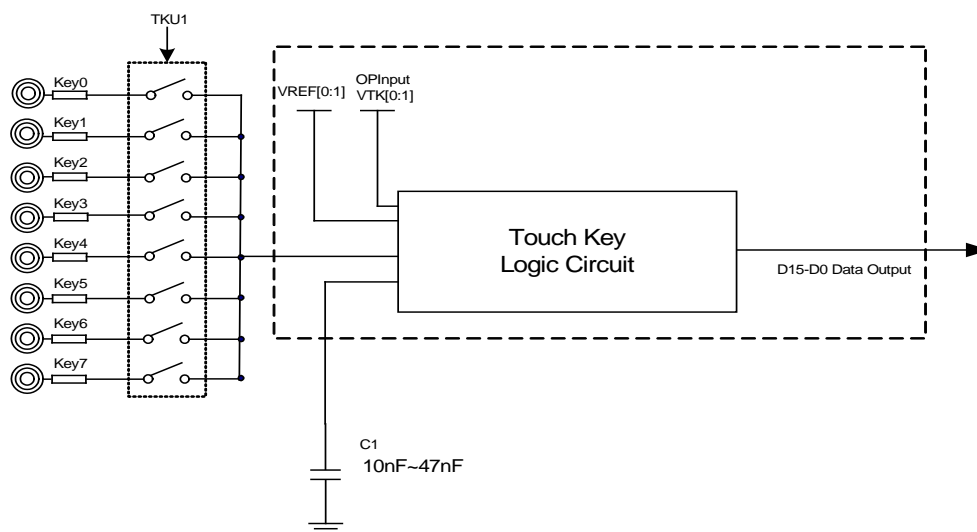 TKU1
OPInput
VREF[0:1]
VTK[0:1]
Key0
Key1
Key2
Key3
Key4
Key5
Key6
Key7
Touch Key
Logic Circuit
D15-D0 Data Output
C1
10nF~47nF